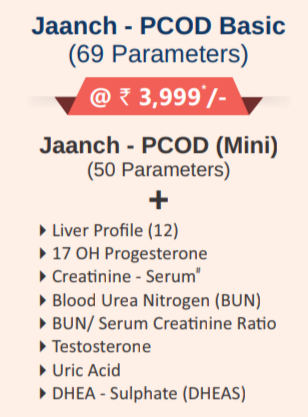 Jaanch - PCOD Basic
(69 Parameters)
@ ₹ 3,999*/-
Jaanch - PCOD (Mini)
(50 Parameters)
+
Liver Profile (12)
17 OH Progesterone
Creatinine - Serum#
Blood Urea Nitrogen (BUN)
BUN/ Serum Creatinine Ratio
Testosterone
Uric Acid
DHEA - Sulphate (DHEAS)